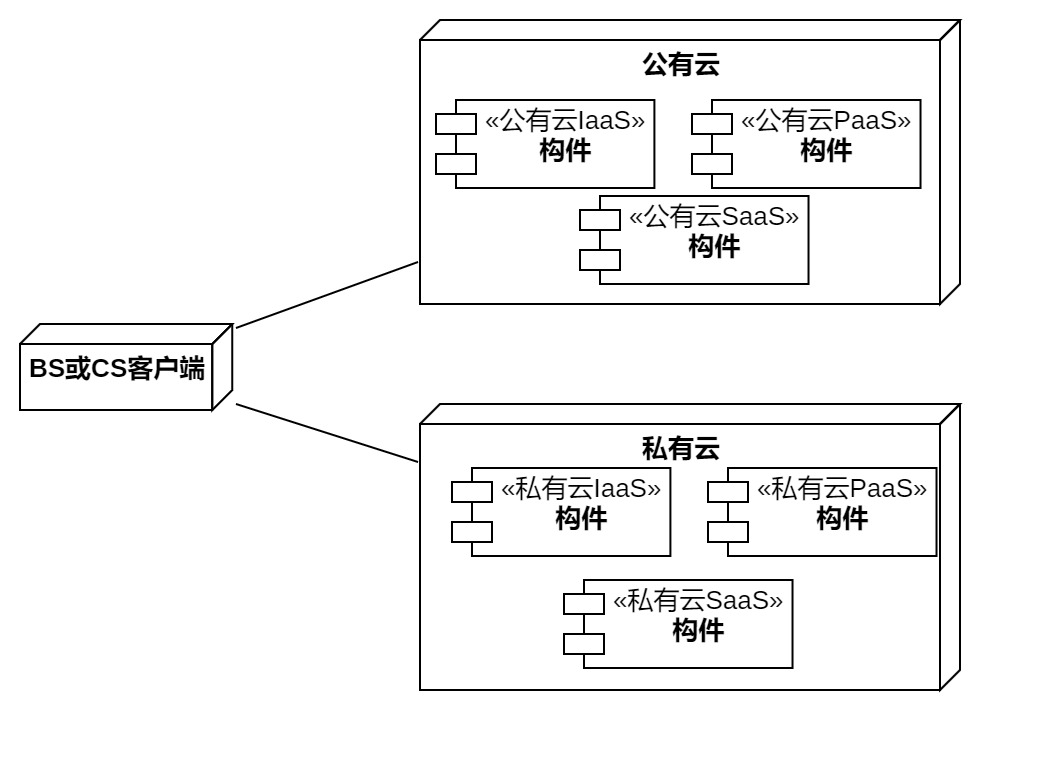 公有云
«公有云IaaS»
构件
«公有云PaaS»
构件
«公有云SaaS»
构件
BS或CS客户端
私有云
«私有云IaaS»
构件
«私有云PaaS»
构件
«私有云SaaS»
构件